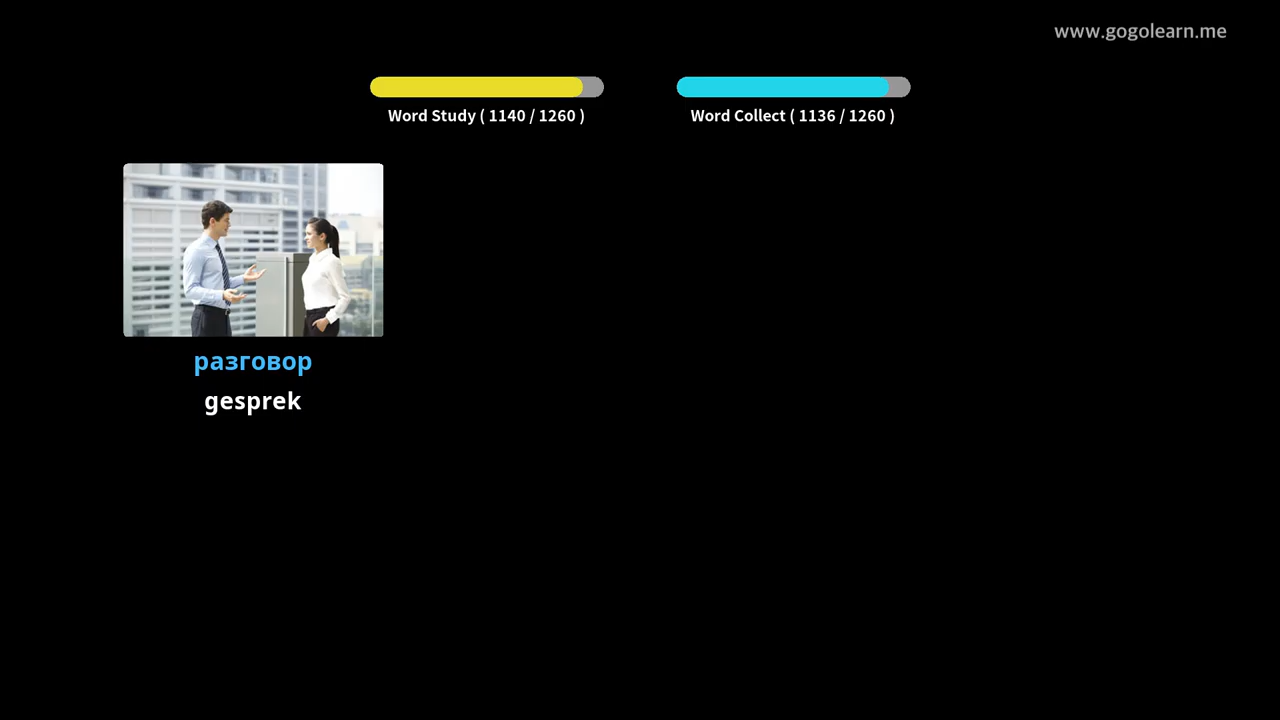 www.gogolearn.me
Word Study ( 1140 / 1260 )
Word Collect ( 1136 / 1260 )
разговор
gesprek